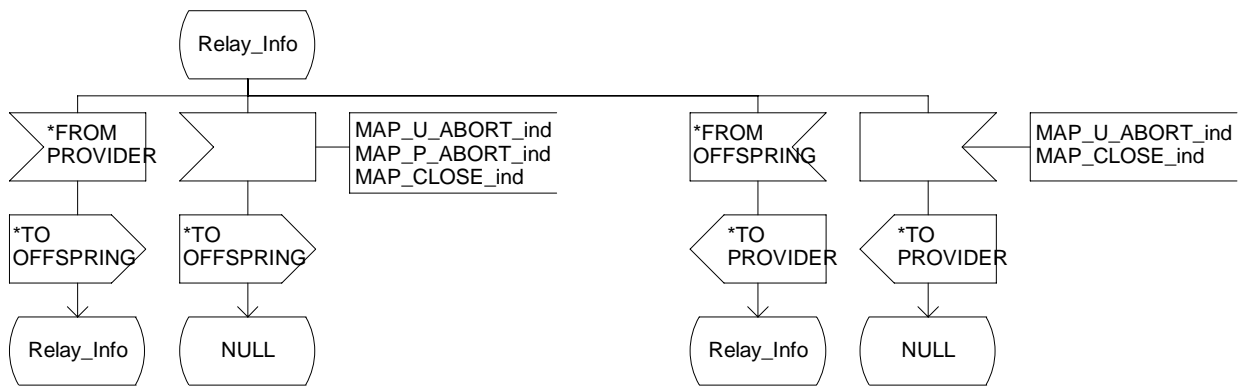 Relay_Info
*FROM
PROVIDER
MAP_U_ABORT_ind
MAP_P_ABORT_ind
MAP_CLOSE_ind
*FROM
OFFSPRING
MAP_U_ABORT_ind
MAP_CLOSE_ind
*TO
OFFSPRING
*TO
OFFSPRING
*TO
PROVIDER
*TO
PROVIDER
Relay_Info
NULL
Relay_Info
NULL